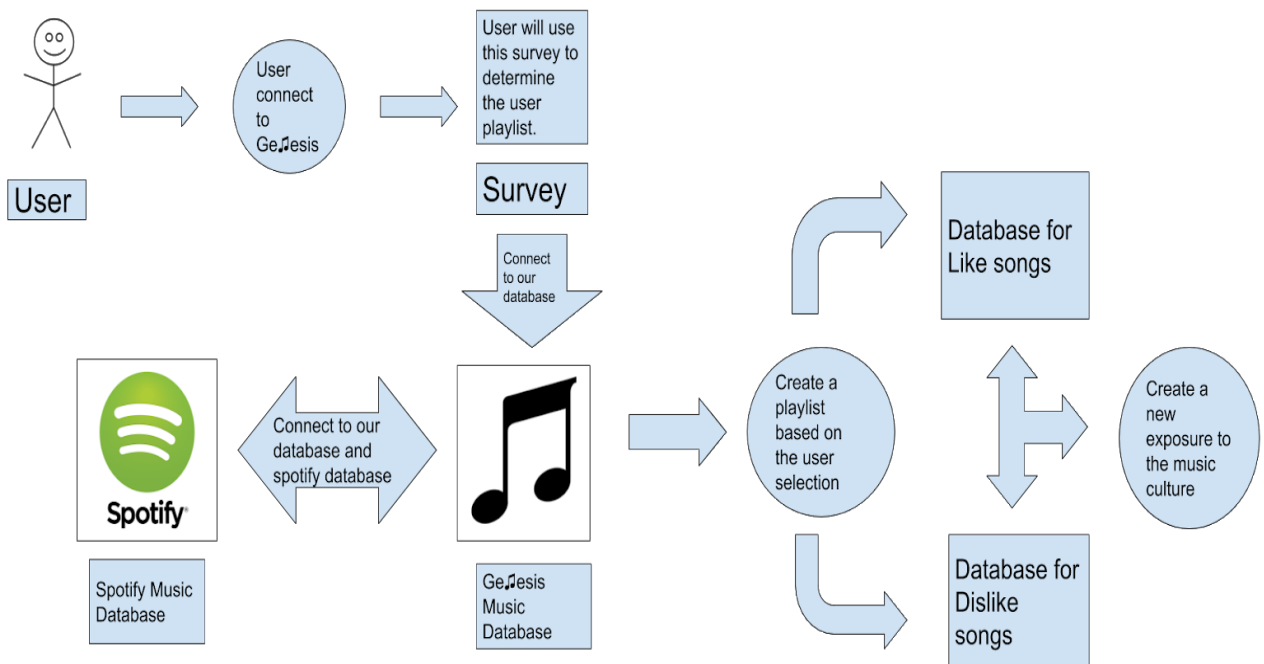 User
connect
to
Ge♫esis
User will use
this survey to
determine
the user
playlist.
User
Survey
Connect
to our
database
Database for
Like songs
Spotify
Connect to our
database and
spotify database
Create a
playlist
based on
the user
selection
Create a
new
exposure to
the music
culture
Spotify Music
Database
Ge♫esis
Music
Database
Database for
Dislike
songs